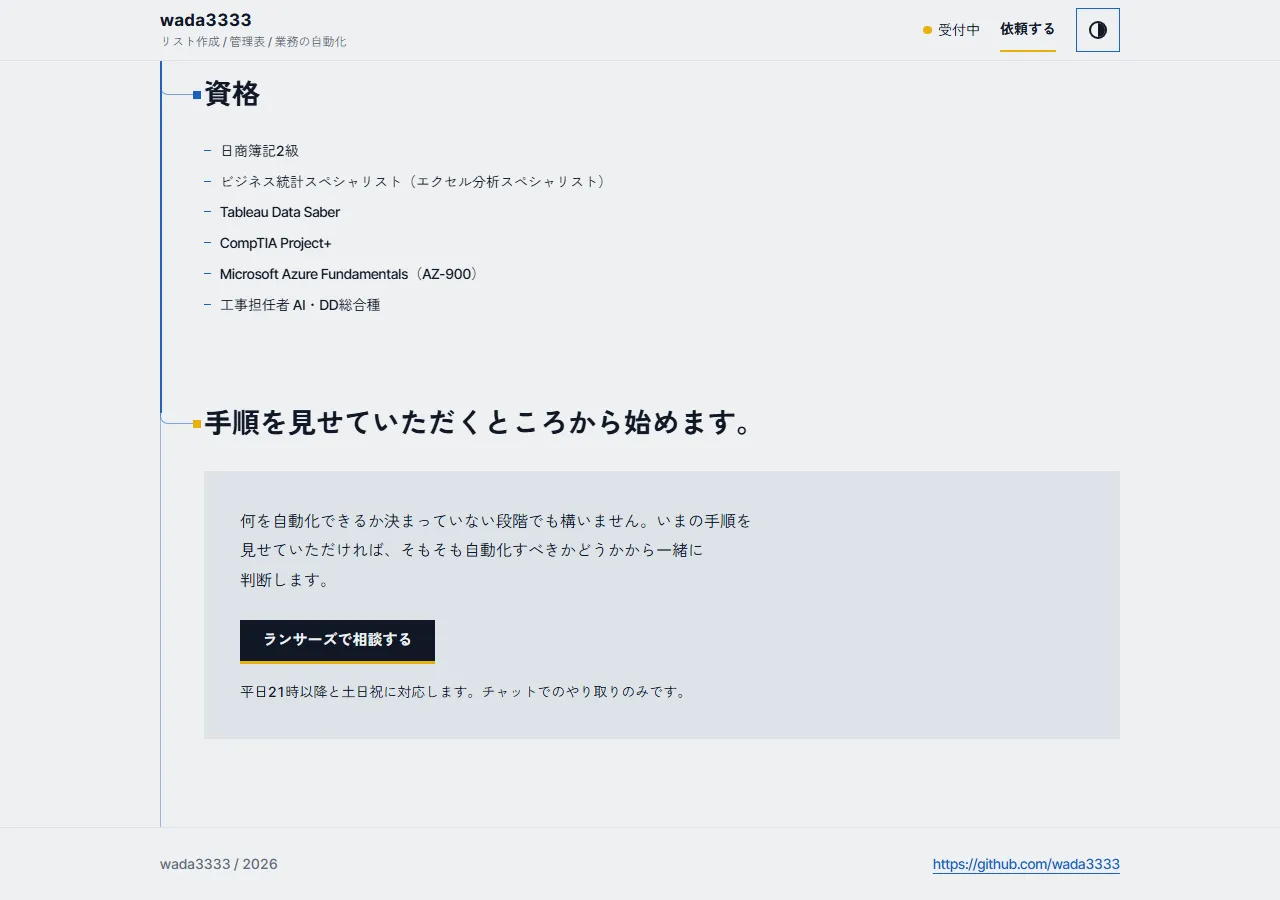 wada3333
リスト作成 / 管理表 / 業務の自動化
受付中
依頼する
資格
日商簿記2級
ビジネス統計スペシャリスト（エクセル分析スペシャリスト）
Tableau Data Saber
CompTIA Project+
Microsoft Azure Fundamentals（AZ-900）
工事担任者 AI・DD総合種
手順を見せていただくところから始めます。
何を自動化できるか決まっていない段階でも構いません。いまの手順を
見せていただければ、そもそも自動化すべきかどうかから一緒に
判断します。
ランサーズで相談する
平日21時以降と土日祝に対応します。チャットでのやり取りのみです。
wada3333 / 2026
https://github.com/wada3333